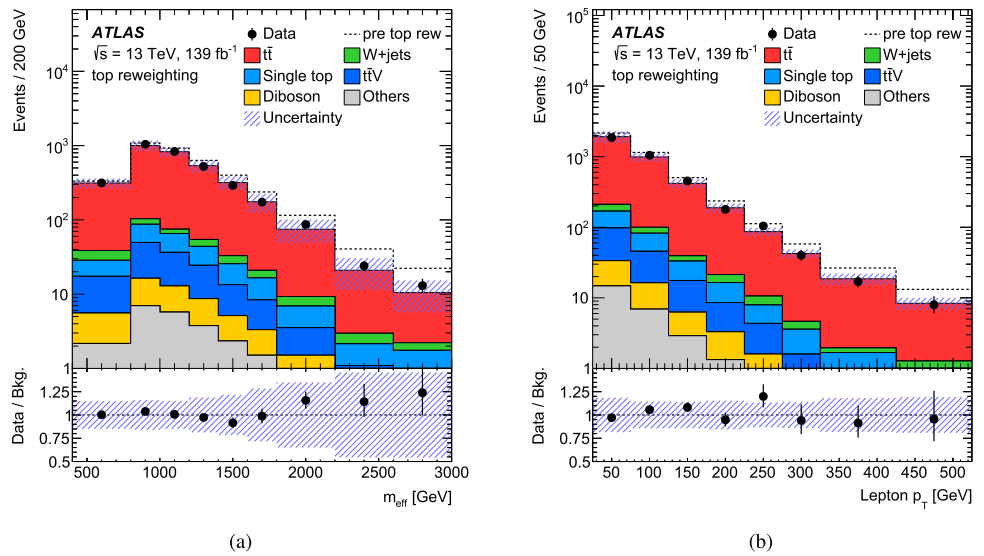 Events / 200 GeV
10⁴
10³
10²
10
1
ATLAS
√s = 13 TeV, 139 fb⁻¹
top reweighting
Data
pre top rew
tt̄
W+jets
Single top
tt̄V
Diboson
Others
Uncertainty
Data / Bkg.
1.25
1
0.75
0.5
500 1000 1500 2000 2500 3000
m_eff [GeV]
(a)
Events / 50 GeV
10⁵
10⁴
10³
10²
10
1
ATLAS
√s = 13 TeV, 139 fb⁻¹
top reweighting
Data
pre top rew
tt̄
W+jets
Single top
tt̄V
Diboson
Others
Uncertainty
Data / Bkg.
1.25
1
0.75
0.5
50 100 150 200 250 300 350 400 450 500
Lepton p_T [GeV]
(b)